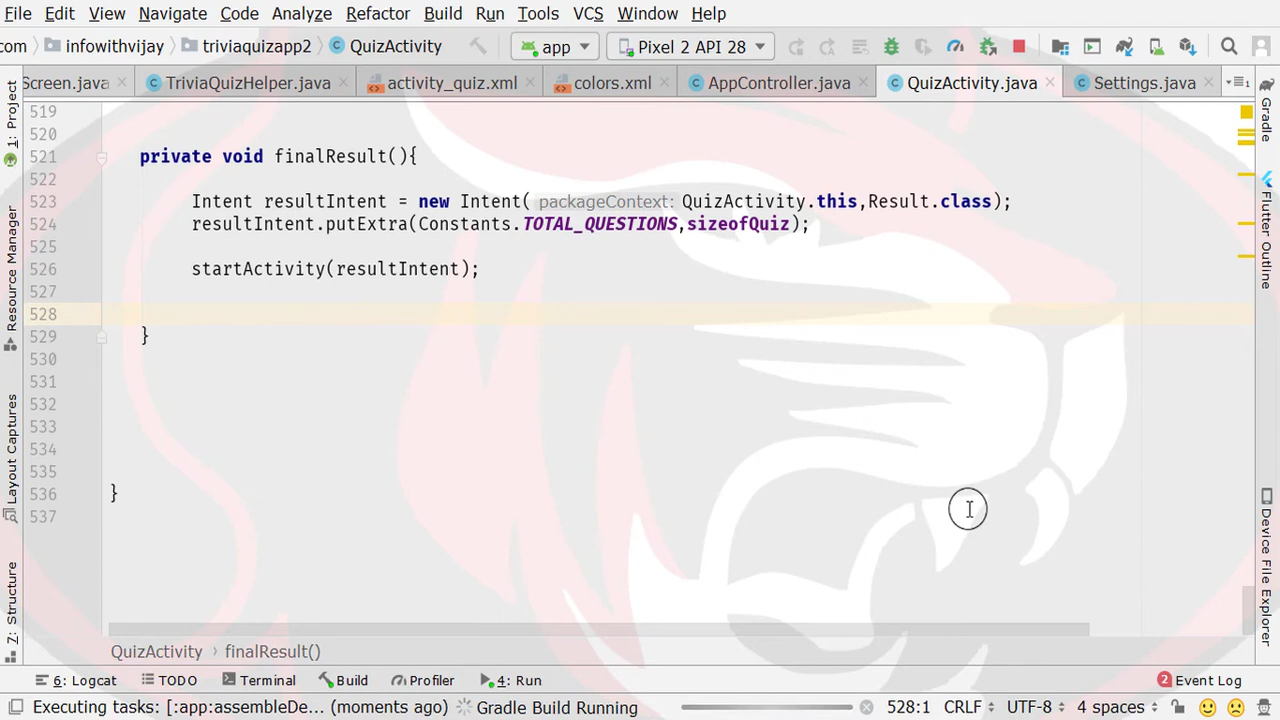 File Edit View Navigate Code Analyze Refactor Build Run Tools VCS Window Help
com infowithvijay triviaquizapp2 QuizActivity app Pixel 2 API 28
Screen.java TriviaQuizHelper.java activity_quiz.xml colors.xml AppController.java QuizActivity.java Settings.java
1: Project
Resource Manager
Layout Captures
Z: Structure
519
520
521 private void finalResult(){
522
523 Intent resultIntent = new Intent( packageContext: QuizActivity.this,Result.class);
524 resultIntent.putExtra(Constants.TOTAL_QUESTIONS,sizeofQuiz);
525
526 startActivity(resultIntent);
527
528
529 }
530
531
532
533
534
535
536 }
537
Gradle
Flutter Outline
Device File Explorer
QuizActivity › finalResult()
6: Logcat TODO Terminal Build Profiler 4: Run 2 Event Log
Executing tasks: [:app:assembleDe... (moments ago) Gradle Build Running 528:1 CRLF UTF-8 4 spaces